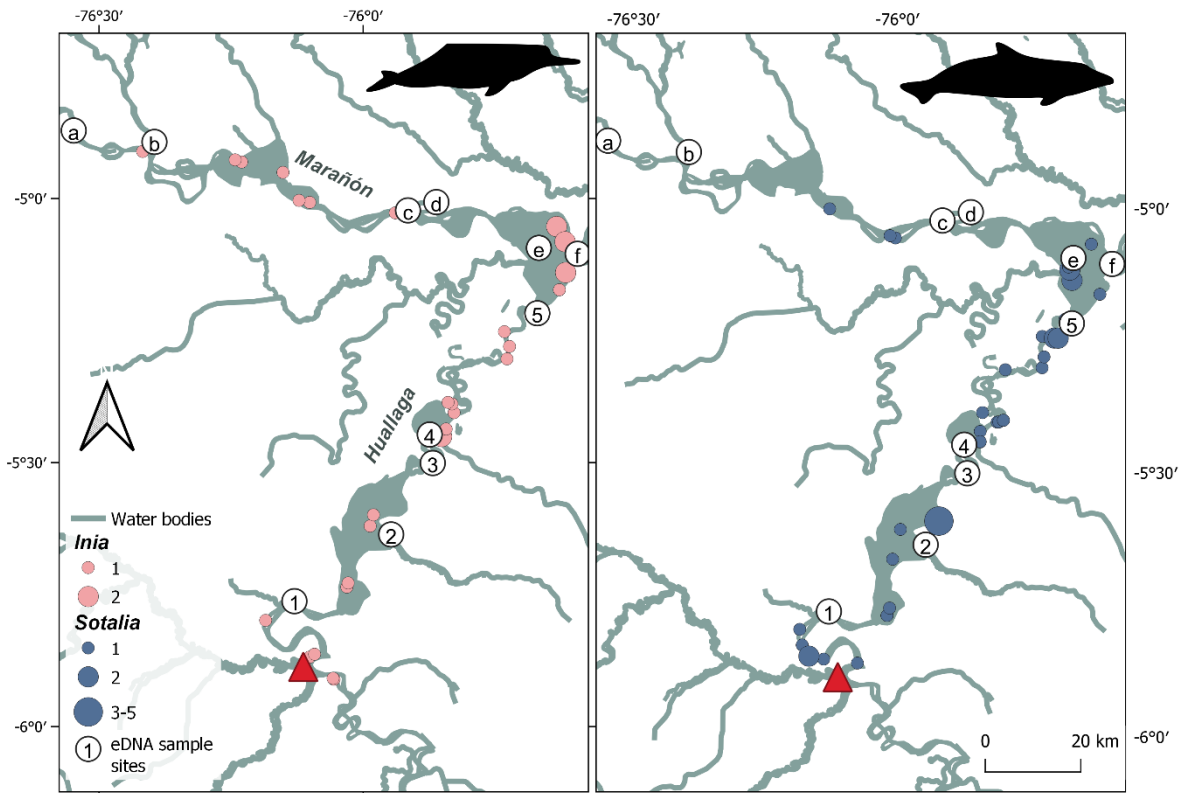 -76°30′ -76°0′ -76°30′ -76°0′
a
b
Marañón
c
d
e
f
-5°0′
5
Huallaga
4
3
-5°30′
2
1
Water bodies
Inia
1
2
Sotalia
1
2
3-5
1 eDNA sample
sites
-6°0′
a
b
c
d
e
f
-5°0′
5
4
3
-5°30′
2
1
-6°0′
0 20 km